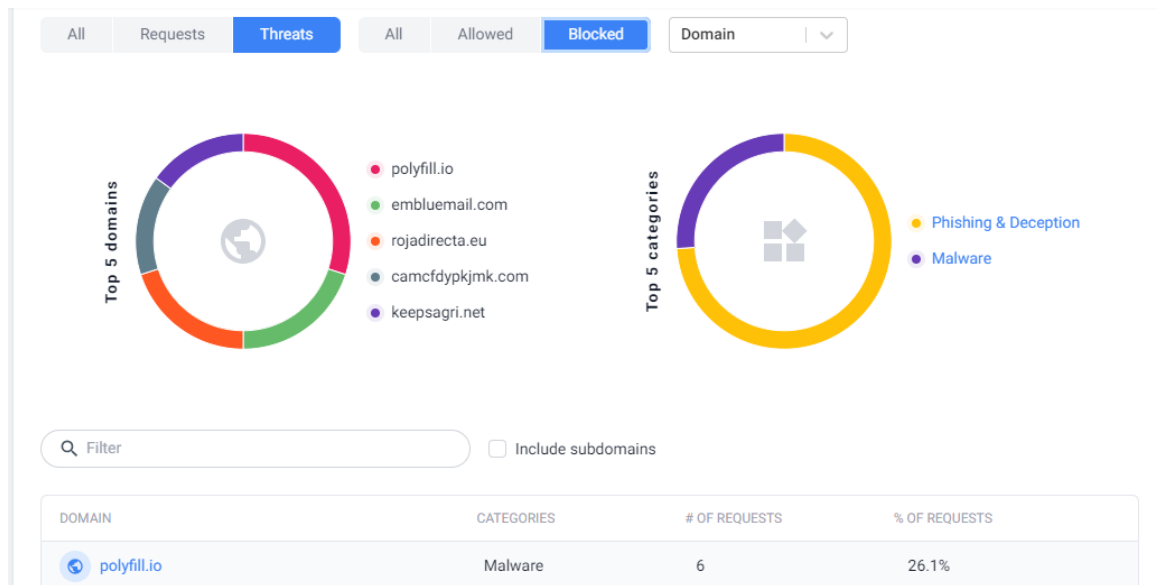 All Requests Threats All Allowed Blocked Domain
Top 5 domains
polyfill.io
embluemail.com
rojadirecta.eu
camcfdypkjmk.com
keepsagri.net
Top 5 categories
Phishing & Deception
Malware
Filter Include subdomains
DOMAIN CATEGORIES # OF REQUESTS % OF REQUESTS
polyfill.io Malware 6 26.1%